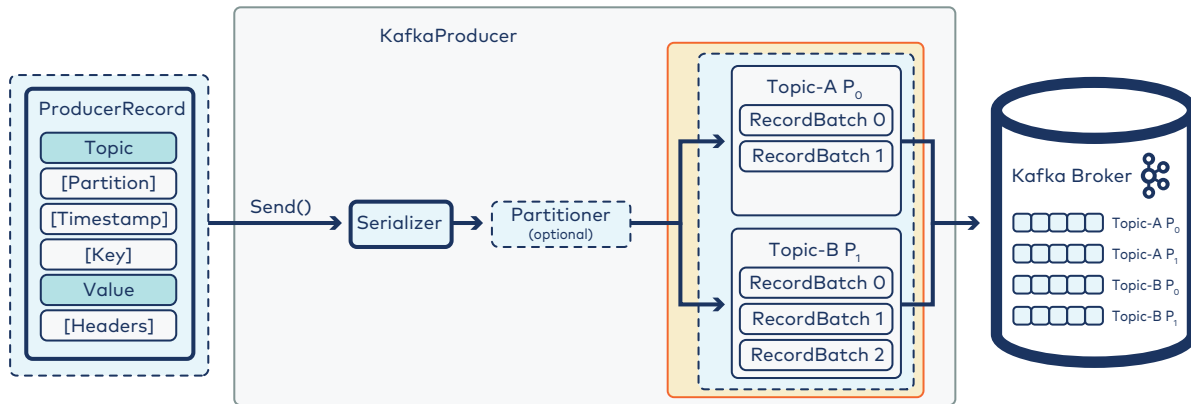 KafkaProducer
ProducerRecord
Topic
[Partition]
[Timestamp]
[Key]
Value
[Headers]
Send()
Serializer
Partitioner
(optional)
Topic-A P₀
RecordBatch 0
RecordBatch 1
Topic-B P₁
RecordBatch 0
RecordBatch 1
RecordBatch 2
Kafka Broker
Topic-A P₀
Topic-A P₁
Topic-B P₀
Topic-B P₁